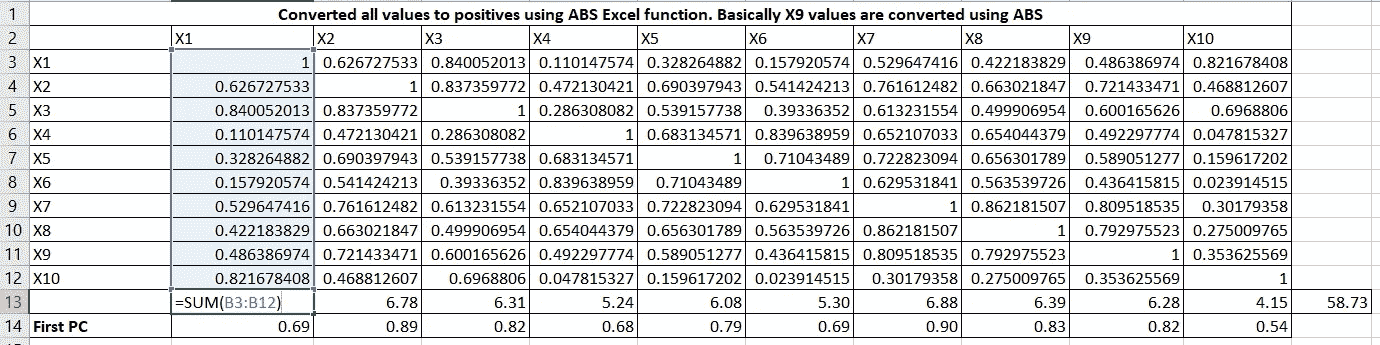 1 Converted all values to positives using ABS Excel function. Basically X9 values are converted using ABS
2 X1 X2 X3 X4 X5 X6 X7 X8 X9 X10
3 X1 1 0.626727533 0.840052013 0.110147574 0.328264882 0.157920574 0.529647416 0.422183829 0.486386974 0.821678408
4 X2 0.626727533 1 0.837359772 0.472130421 0.690397943 0.541424213 0.761612482 0.663021847 0.721433471 0.468812607
5 X3 0.840052013 0.837359772 1 0.286308082 0.539157738 0.39336352 0.613231554 0.499906954 0.600165626 0.6968806
6 X4 0.110147574 0.472130421 0.286308082 1 0.683134571 0.839638959 0.652107033 0.654044379 0.492297774 0.047815327
7 X5 0.328264882 0.690397943 0.539157738 0.683134571 1 0.71043489 0.722823094 0.656301789 0.589051277 0.159617202
8 X6 0.157920574 0.541424213 0.39336352 0.839638959 0.71043489 1 0.629531841 0.563539726 0.436415815 0.023914515
9 X7 0.529647416 0.761612482 0.613231554 0.652107033 0.722823094 0.629531841 1 0.862181507 0.809518535 0.30179358
10 X8 0.422183829 0.663021847 0.499906954 0.654044379 0.656301789 0.563539726 0.862181507 1 0.792975523 0.275009765
11 X9 0.486386974 0.721433471 0.600165626 0.492297774 0.589051277 0.436415815 0.809518535 0.792975523 1 0.353625569
12 X10 0.821678408 0.468812607 0.6968806 0.047815327 0.159617202 0.023914515 0.30179358 0.275009765 0.353625569 1
13 =SUM(B3:B12) 6.78 6.31 5.24 6.08 5.30 6.88 6.39 6.28 4.15 58.73
14 First PC 0.69 0.89 0.82 0.68 0.79 0.69 0.90 0.83 0.82 0.54